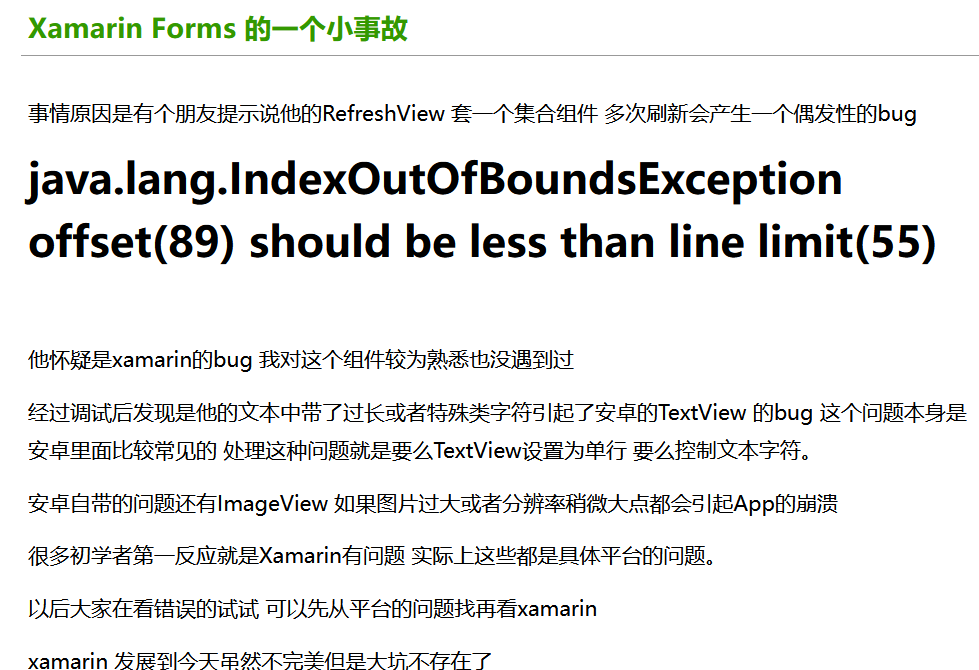 Xamarin Forms 的一个小事故
事情原因是有个朋友提示说他的RefreshView 套一个集合组件 多次刷新会产生一个偶发性的bug
java.lang.IndexOutOfBoundsException
offset(89) should be less than line limit(55)
他怀疑是xamarin的bug 我对这个组件较为熟悉也没遇到过
经过调试后发现是他的文本中带了过长或者特殊类字符引起了安卓的TextView 的bug 这个问题本身是
安卓里面比较常见的 处理这种问题就是要么TextView设置为单行 要么控制文本字符。
安卓自带的问题还有ImageView 如果图片过大或者分辨率稍微大点都会引起App的崩溃
很多初学者第一反应就是Xamarin有问题 实际上这些都是具体平台的问题。
以后大家在看错误的试试 可以先从平台的问题找再看xamarin
xamarin 发展到今天虽然不完美但是大坑不存在了